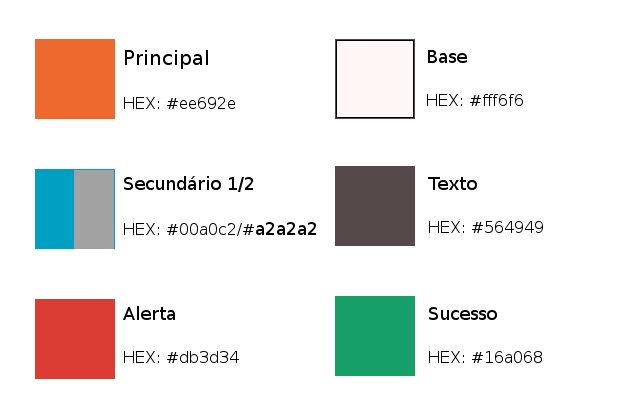 Principal
HEX: #ee692e
Base
HEX: #fff6f6
Secundário 1/2
HEX: #00a0c2/#a2a2a2
Texto
HEX: #564949
Alerta
HEX: #db3d34
Sucesso
HEX: #16a068